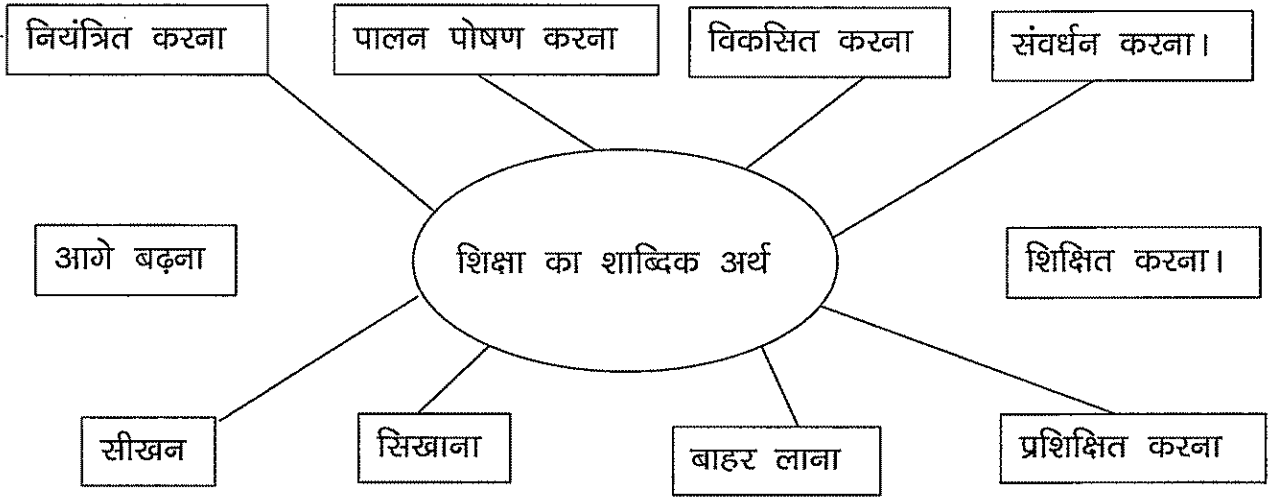 नियंत्रित करना
पालन पोषण करना
विकसित करना
संवर्धन करना।
आगे बढ़ना
शिक्षा का शाब्दिक अर्थ
शिक्षित करना।
सीखन
सिखाना
बाहर लाना
प्रशिक्षित करना